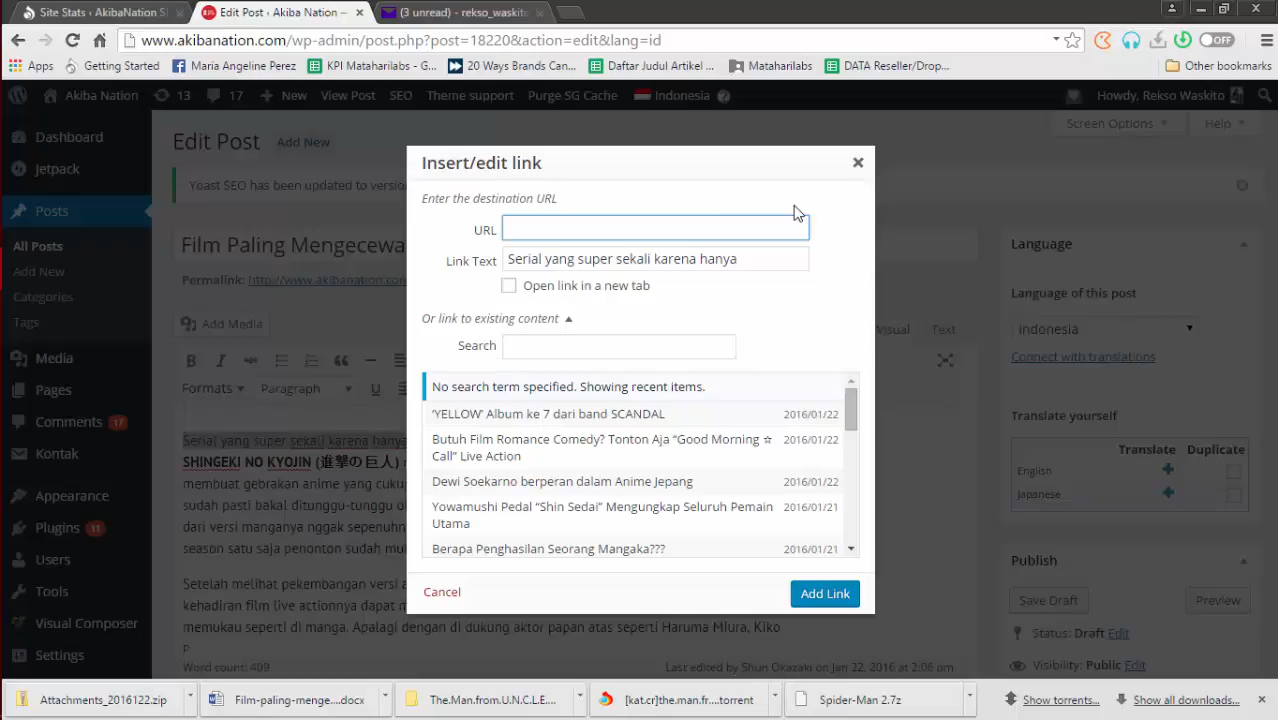 Site Stats ‹ AkibaNation S
Edit Post ‹ Akiba Nation —
(3 unread) - rekso_waskito
www.akibanation.com/wp-admin/post.php?post=18220&action=edit&lang=id
OFF
Apps
Getting Started
Maria Angeline Perez
KPI Mataharilabs - G...
20 Ways Brands Can...
Daftar Judul Artikel ...
Mataharilabs
DATA Reseller/Drop...
Other bookmarks
Akiba Nation
13
17
New
View Post
SEO
Theme support
Purge SG Cache
Indonesia
Howdy, Rekso Waskito
Screen Options
Help
Dashboard
Jetpack
Posts
All Posts
Add New
Categories
Tags
Media
Pages
Comments 17
Kontak
Appearance
Plugins 11
Users
Tools
Visual Composer
Settings
Edit Post
Add New
Yoast SEO has been updated to versio
Film Paling Mengecewa
Permalink: http://www.akibanation.com
Add Media
Visual
Text
Formats
Paragraph
Serial yang super sekali karena hanya
SHINGEKI NO KYOJIN (進撃の巨人)
membuat gebrakan anime yang cuku
sudah pasti bakal ditunggu-tunggu o
dari versi manganya nggak sepenuhn
season satu saja penonton sudah mu
Setelah melihat pekembangan versi a
kehadiran film live actionnya dapat m
memukau seperti di manga. Apalagi dengan di dukung aktor papan atas seperti Haruma Miura, Kiko
P
Word count: 409
Last edited by Shun Okazaki on Jan 22, 2016 at 2:06 pm
Insert/edit link
Enter the destination URL
URL
Link Text
Serial yang super sekali karena hanya
Open link in a new tab
Or link to existing content
Search
No search term specified. Showing recent items.
'YELLOW' Album ke 7 dari band SCANDAL 2016/01/22
Butuh Film Romance Comedy? Tonton Aja "Good Morning ☆ 2016/01/22
Call" Live Action
Dewi Soekarno berperan dalam Anime Jepang 2016/01/22
Yowamushi Pedal "Shin Sedai" Mengungkap Seluruh Pemain 2016/01/21
Utama
Berapa Penghasilan Seorang Mangaka??? 2016/01/21
Cancel
Add Link
Language
Language of this post
Indonesia
Connect with translations
Translate yourself
Translate
Duplicate
English
Japanese
Publish
Save Draft
Preview
Status: Draft Edit
Visibility: Public Edit
Attachments_2016122.zip
Film-paling-menge....docx
The.Man.from.U.N.C.L.E....
[kat.cr]the.man.fr....torrent
Spider-Man 2.7z
Show torrents...
Show all downloads...